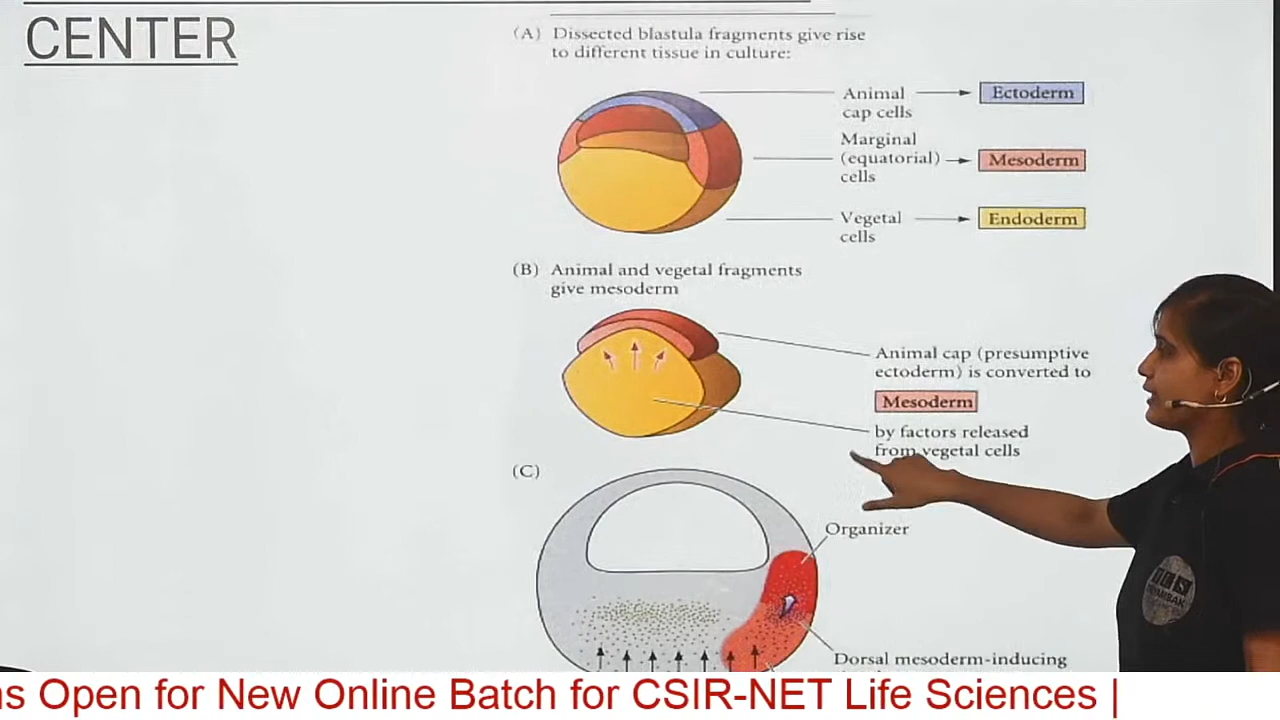 CENTER
(A) Dissected blastula fragments give rise
to different tissue in culture:
Animal
cap cells
Ectoderm
Marginal
(equatorial)
cells
Mesoderm
Vegetal
cells
Endoderm
(B) Animal and vegetal fragments
give mesoderm
Animal cap (presumptive
ectoderm) is converted to
Mesoderm
by factors released
from vegetal cells
(C)
Organizer
Dorsal mesoderm-inducing
Open for New Online Batch for CSIR-NET Life Sciences |